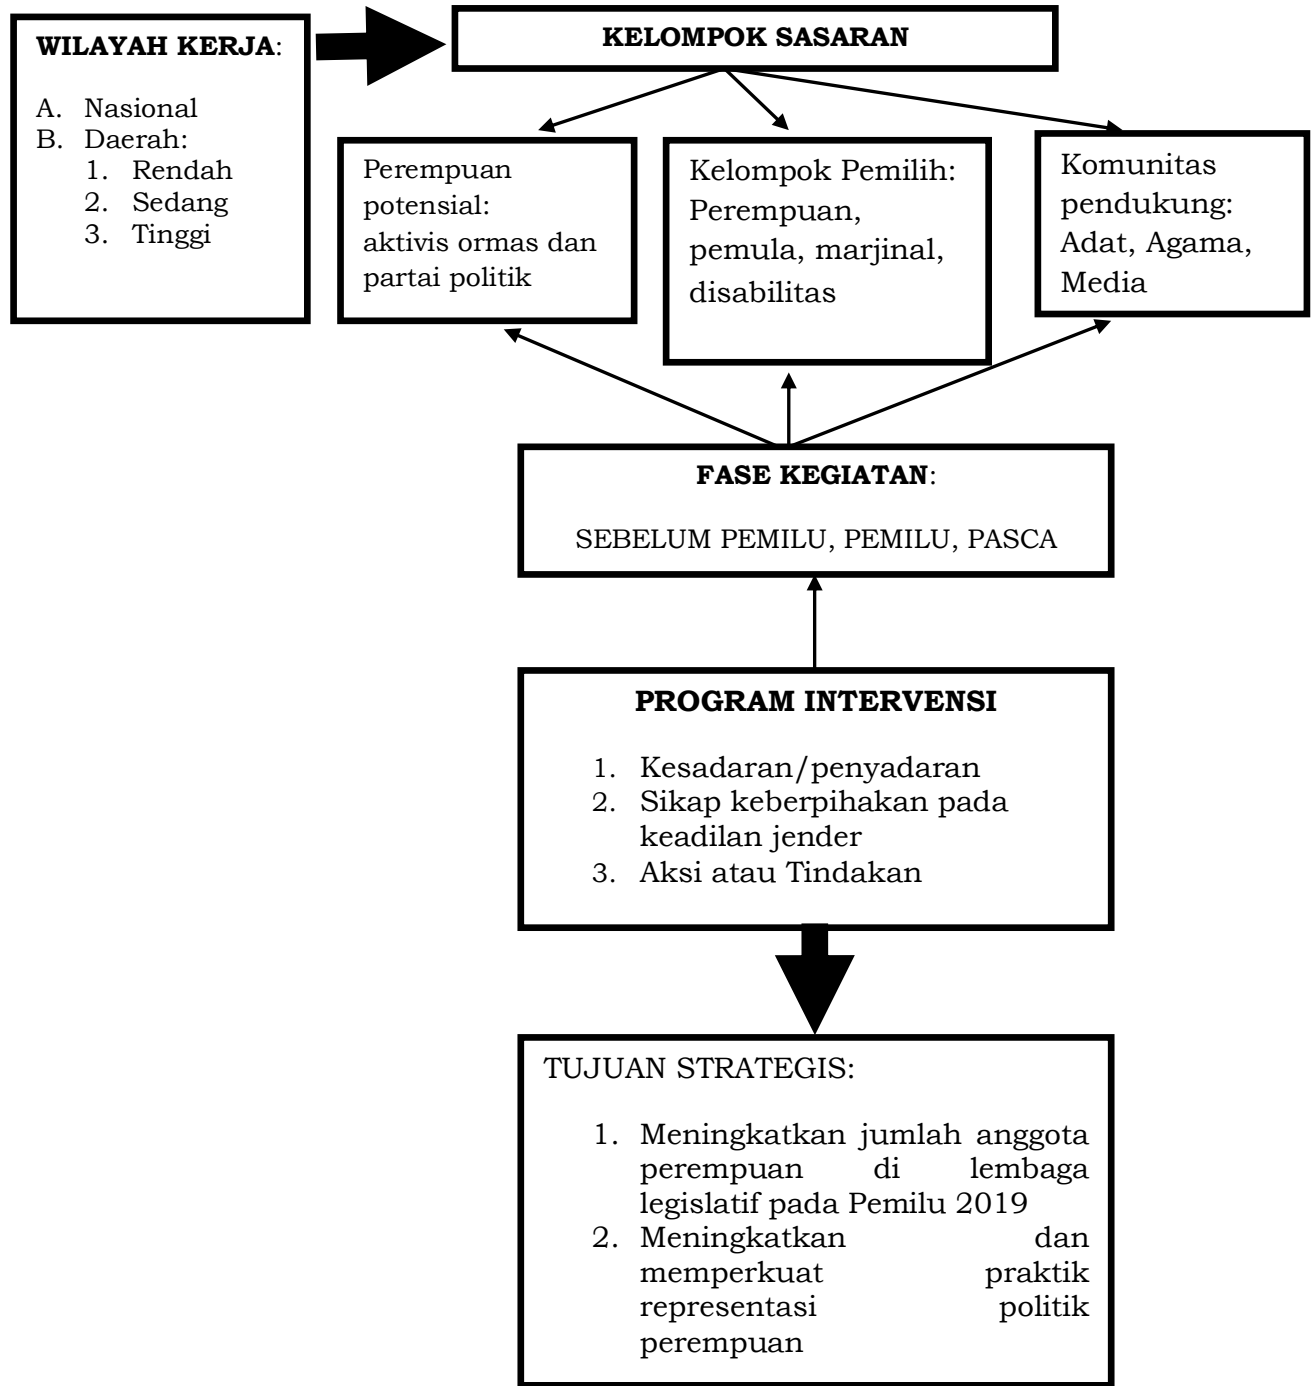 WILAYAH KERJA:
A. Nasional
B. Daerah:
1. Rendah
2. Sedang
3. Tinggi
KELOMPOK SASARAN
Perempuan
potensial:
aktivis ormas dan
partai politik
Kelompok Pemilih:
Perempuan,
pemula, marjinal,
disabilitas
Komunitas
pendukung:
Adat, Agama,
Media
FASE KEGIATAN:
SEBELUM PEMILU, PEMILU, PASCA
PROGRAM INTERVENSI
1. Kesadaran/penyadaran
2. Sikap keberpihakan pada
keadilan jender
3. Aksi atau Tindakan
TUJUAN STRATEGIS:
1. Meningkatkan jumlah anggota
perempuan di lembaga
legislatif pada Pemilu 2019
2. Meningkatkan dan
memperkuat praktik
representasi politik
perempuan